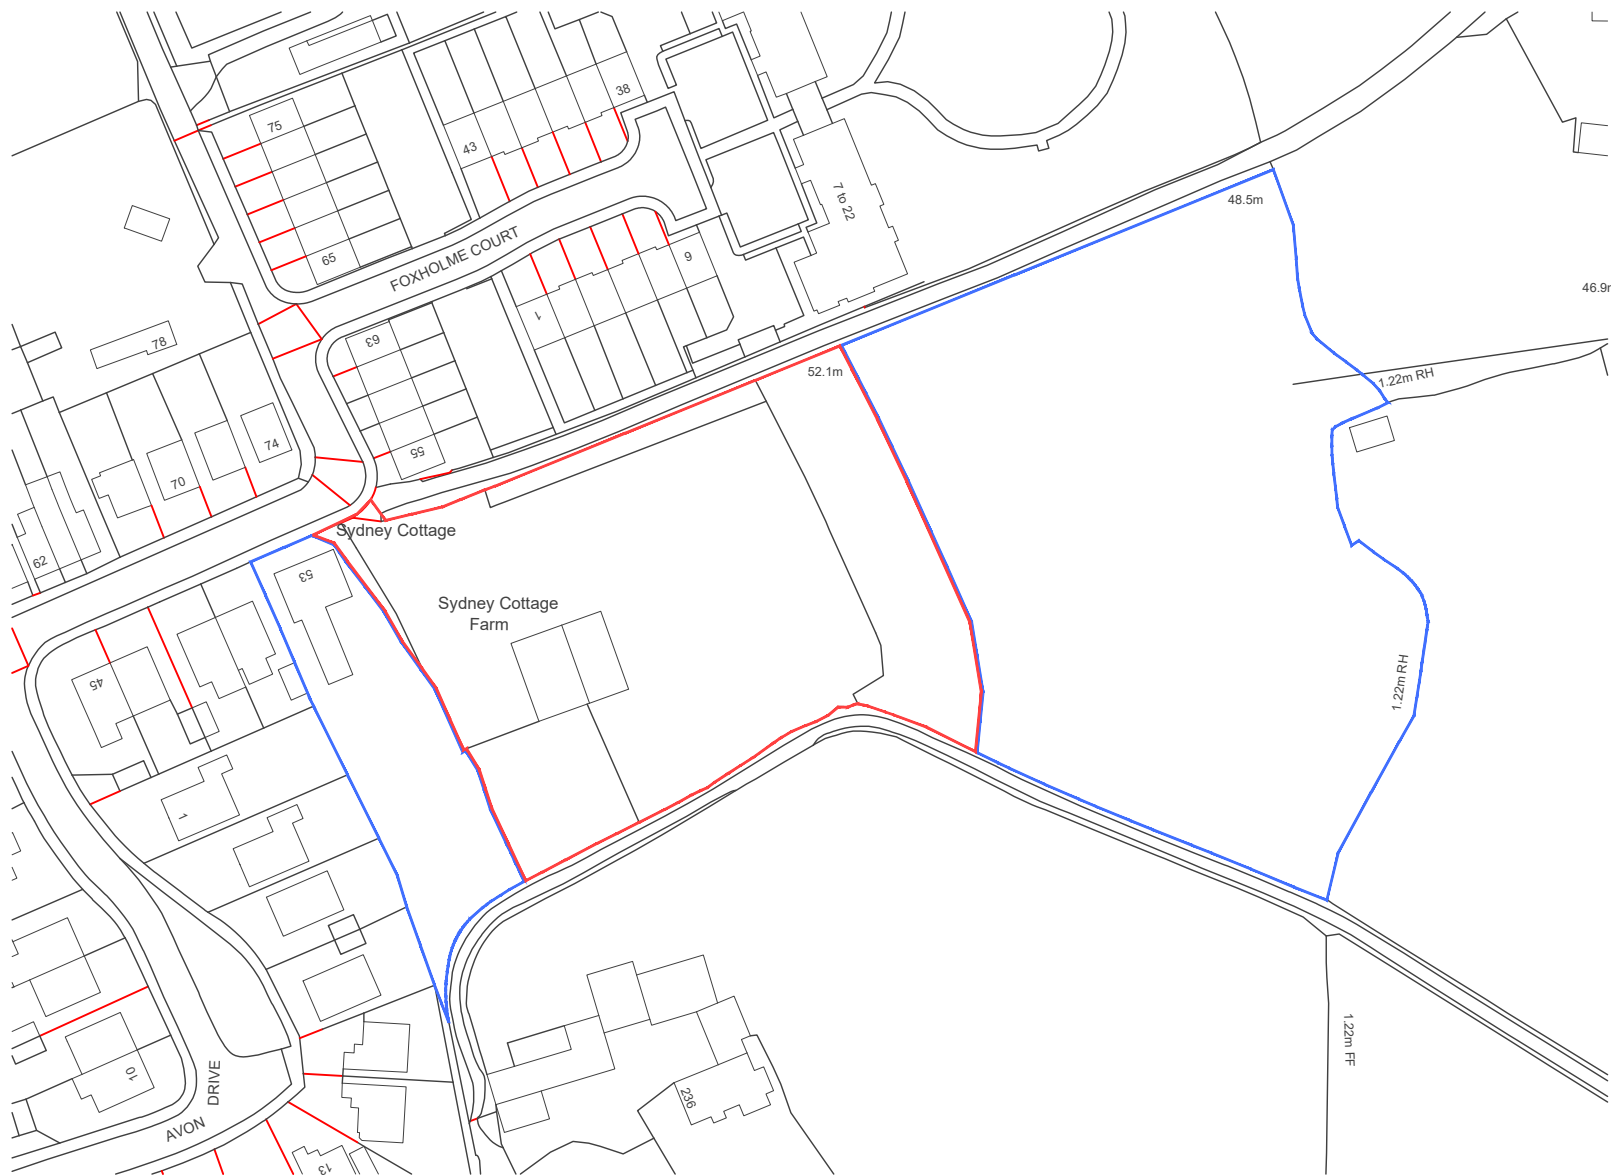 75
38
43
7 to 22
48.5m
65
FOXHOLME COURT
6
46.9m
1
78
63
52.1m
1.22m RH
74
55
70
Sydney Cottage
62
53
Sydney Cottage
Farm
45
1.22m RH
1
1.22m FF
10
DRIVE
236
AVON
13